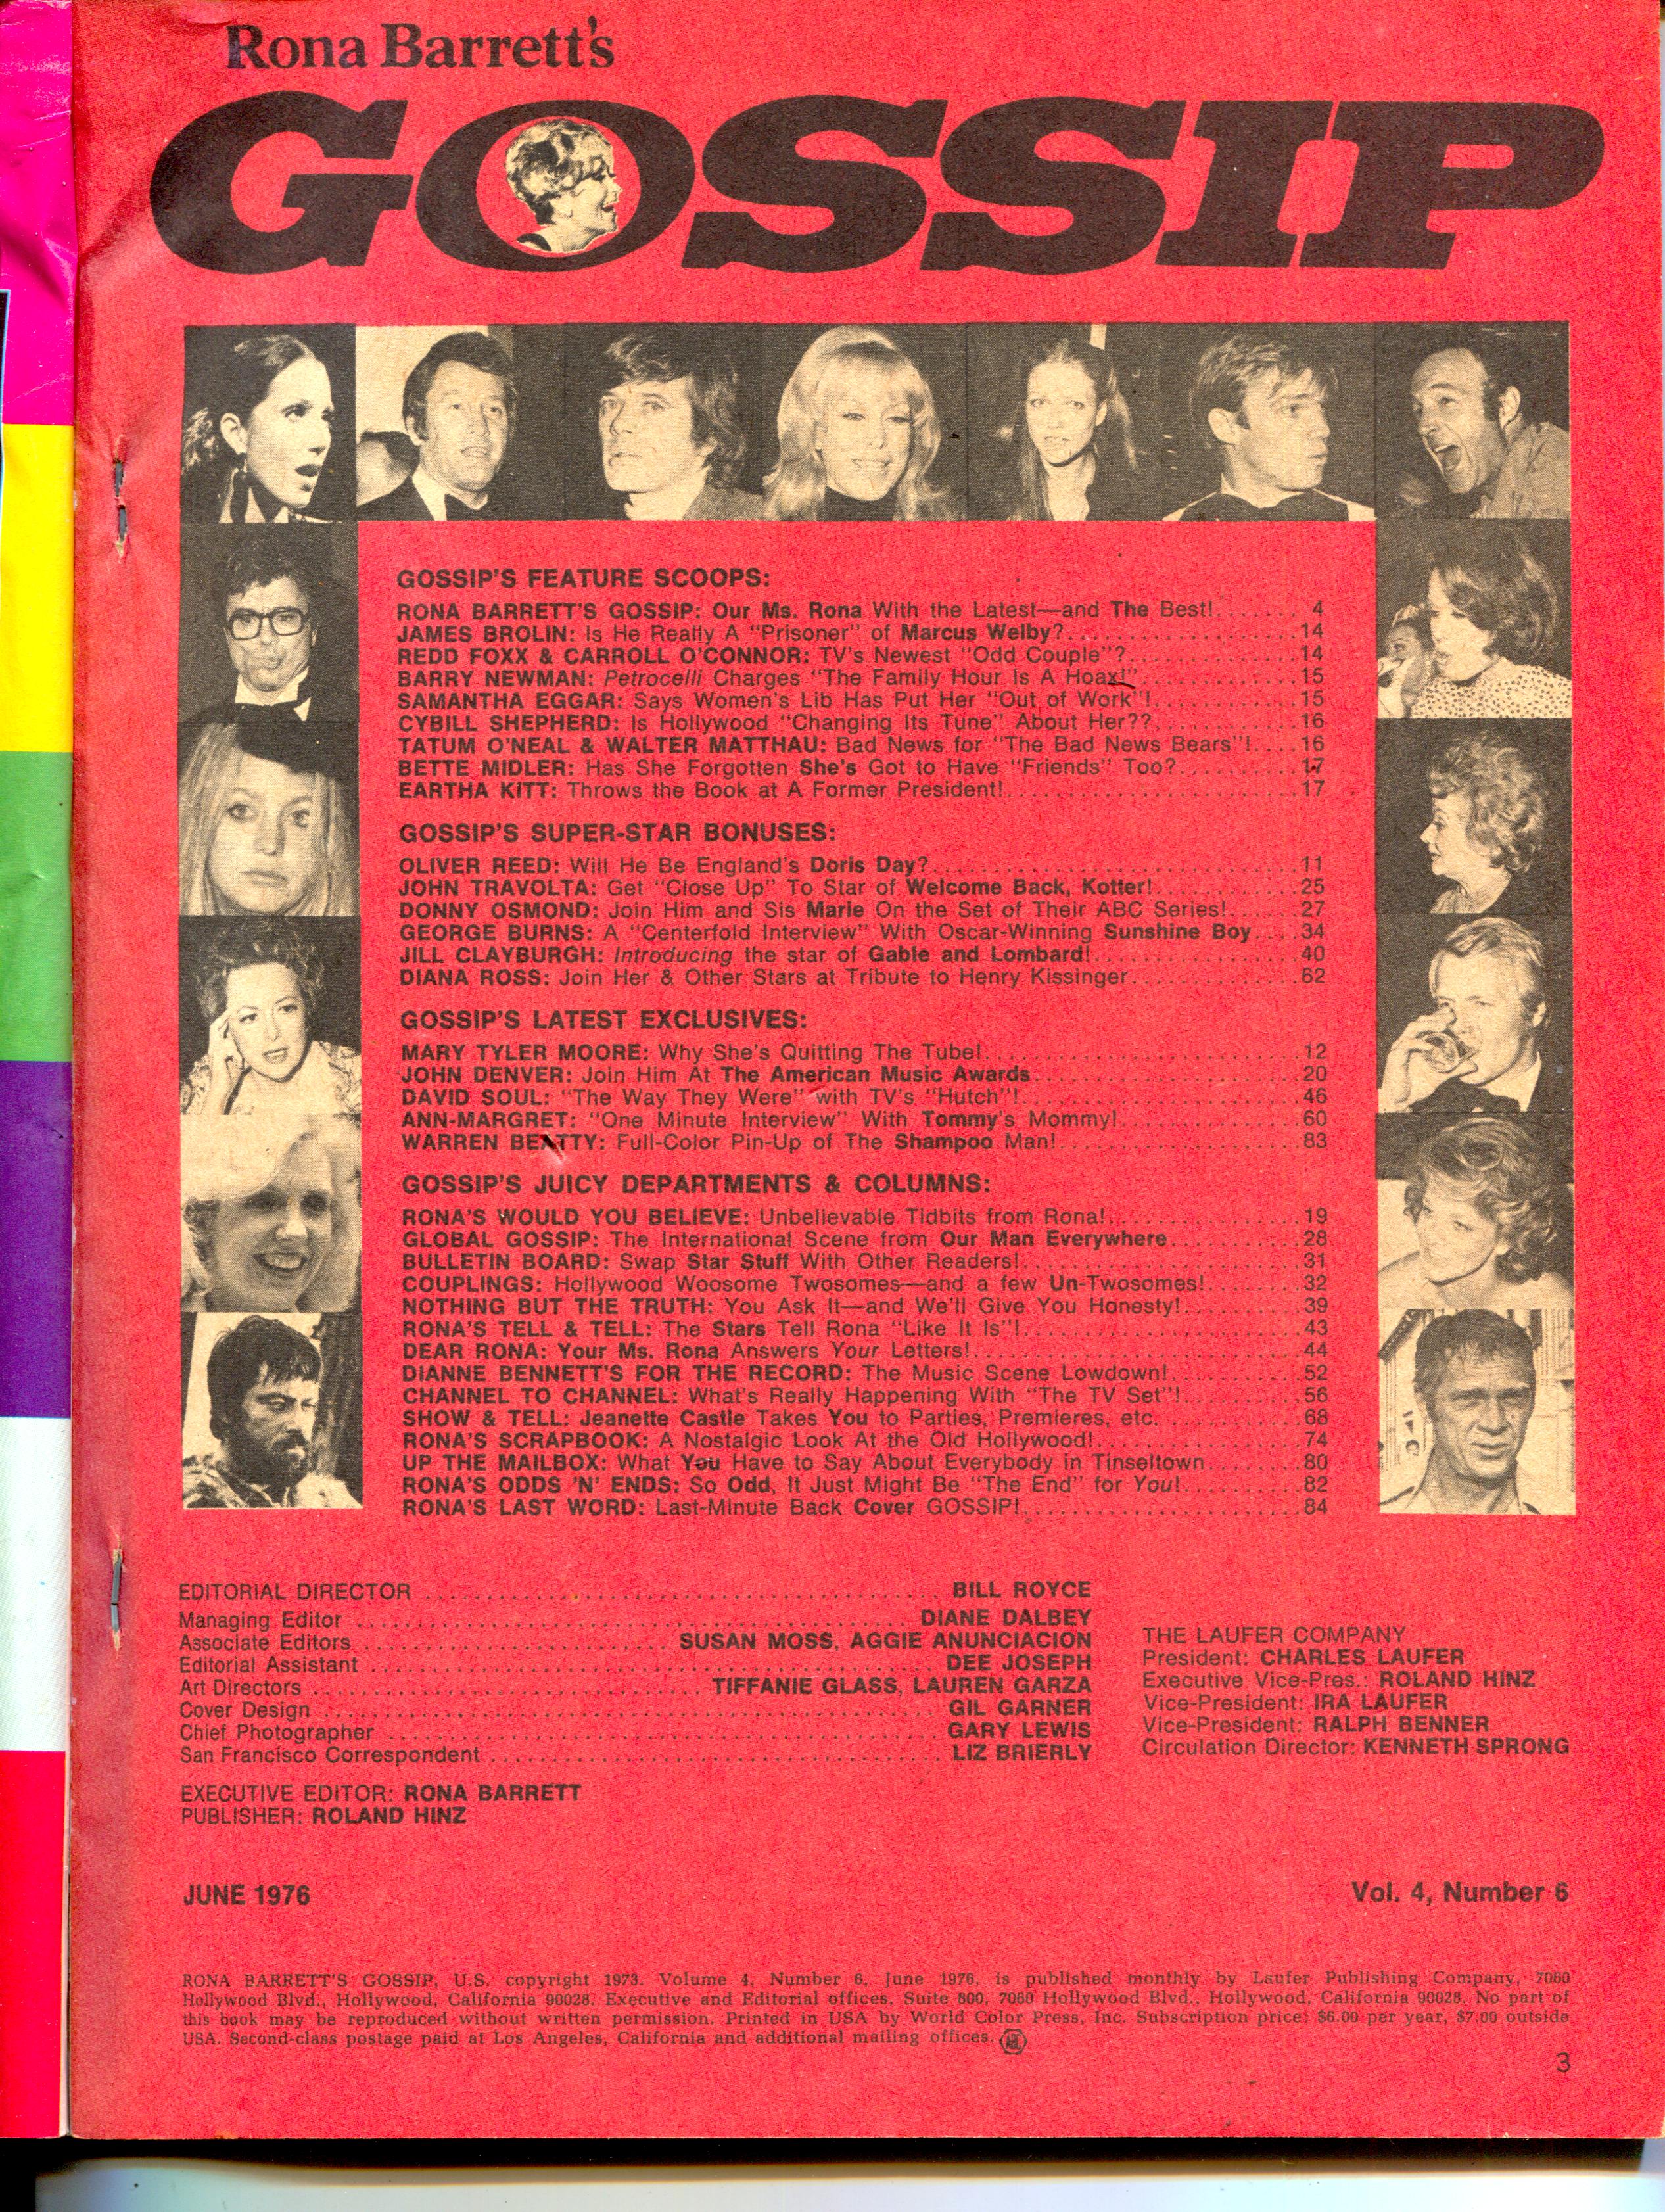 Rona Barrett's
GOSSIP
GOSSIP'S FEATURE SCOOPS:
RONA BARRETT'S GOSSIP: Our Ms. Rona With the Latest—and The Best!....... 4
JAMES BROLIN: Is He Really A "Prisoner" of Marcus Welby?..................14
REDD FOXX & CARROLL O'CONNOR: TV's Newest "Odd Couple"?.............14
BARRY NEWMAN: Petrocelli Charges "The Family Hour Is A Hoax!".............15
SAMANTHA EGGAR: Says Women's Lib Has Put Her "Out of Work"!............15
CYBILL SHEPHERD: Is Hollywood "Changing Its Tune" About Her??............16
TATUM O'NEAL & WALTER MATTHAU: Bad News for "The Bad News Bears"!....16
BETTE MIDLER: Has She Forgotten She's Got to Have "Friends" Too?..........17
EARTHA KITT: Throws the Book at A Former President!......................17
GOSSIP'S SUPER-STAR BONUSES:
OLIVER REED: Will He Be England's Doris Day?............................11
JOHN TRAVOLTA: Get "Close Up" To Star of Welcome Back, Kotter!...........25
DONNY OSMOND: Join Him and Sis Marie On the Set of Their ABC Series!......27
GEORGE BURNS: A "Centerfold Interview" With Oscar-Winning Sunshine Boy....34
JILL CLAYBURGH: Introducing the star of Gable and Lombard!................40
DIANA ROSS: Join Her & Other Stars at Tribute to Henry Kissinger.............62
GOSSIP'S LATEST EXCLUSIVES:
MARY TYLER MOORE: Why She's Quitting The Tube!.......................12
JOHN DENVER: Join Him At The American Music Awards....................20
DAVID SOUL: "The Way They Were" with TV's "Hutch"!.....................46
ANN-MARGRET: "One Minute Interview" With Tommy's Mommy!..............60
WARREN BEATTY: Full-Color Pin-Up of The Shampoo Man!...................83
GOSSIP'S JUICY DEPARTMENTS & COLUMNS:
RONA'S WOULD YOU BELIEVE: Unbelievable Tidbits from Rona!...............19
GLOBAL GOSSIP: The International Scene from Our Man Everywhere..........28
BULLETIN BOARD: Swap Star Stuff With Other Readers!.....................31
COUPLINGS: Hollywood Woosome Twosomes—and a few Un-Twosomes!........32
NOTHING BUT THE TRUTH: You Ask It—and We'll Give You Honesty!..........39
RONA'S TELL & TELL: The Stars Tell Rona "Like It Is"!.....................43
DEAR RONA: Your Ms. Rona Answers Your Letters!.........................44
DIANNE BENNETT'S FOR THE RECORD: The Music Scene Lowdown!...........52
CHANNEL TO CHANNEL: What's Really Happening With "The TV Set"!..........56
SHOW & TELL: Jeanette Castle Takes You to Parties, Premieres, etc. ...........68
RONA'S SCRAPBOOK: A Nostalgic Look At the Old Hollywood!................74
UP THE MAILBOX: What You Have to Say About Everybody in Tinseltown.......80
RONA'S ODDS 'N' ENDS: So Odd, It Just Might Be "The End" for You!.........82
RONA'S LAST WORD: Last-Minute Back Cover GOSSIP!......................84
EDITORIAL DIRECTOR .......................................... BILL ROYCE
Managing Editor .......................................... DIANE DALBEY
Associate Editors ....................... SUSAN MOSS, AGGIE ANUNCIACION
Editorial Assistant .......................................... DEE JOSEPH
Art Directors ............................. TIFFANIE GLASS, LAUREN GARZA
Cover Design .............................................. GIL GARNER
Chief Photographer ........................................ GARY LEWIS
San Francisco Correspondent ................................ LIZ BRIERLY
EXECUTIVE EDITOR: RONA BARRETT
PUBLISHER: ROLAND HINZ
THE LAUFER COMPANY
President: CHARLES LAUFER
Executive Vice-Pres.: ROLAND HINZ
Vice-President: IRA LAUFER
Vice-President: RALPH BENNER
Circulation Director: KENNETH SPRONG
JUNE 1976
Vol. 4, Number 6
RONA BARRETT'S GOSSIP, U.S. copyright 1973. Volume 4, Number 6, June 1976, is published monthly by Laufer Publishing Company, 7060
Hollywood Blvd., Hollywood, California 90028. Executive and Editorial offices, Suite 800, 7060 Hollywood Blvd., Hollywood, California 90028. No part of
this book may be reproduced without written permission. Printed in USA by World Color Press, Inc. Subscription price: $6.00 per year, $7.00 outside
USA. Second-class postage paid at Los Angeles, California and additional mailing offices.
3